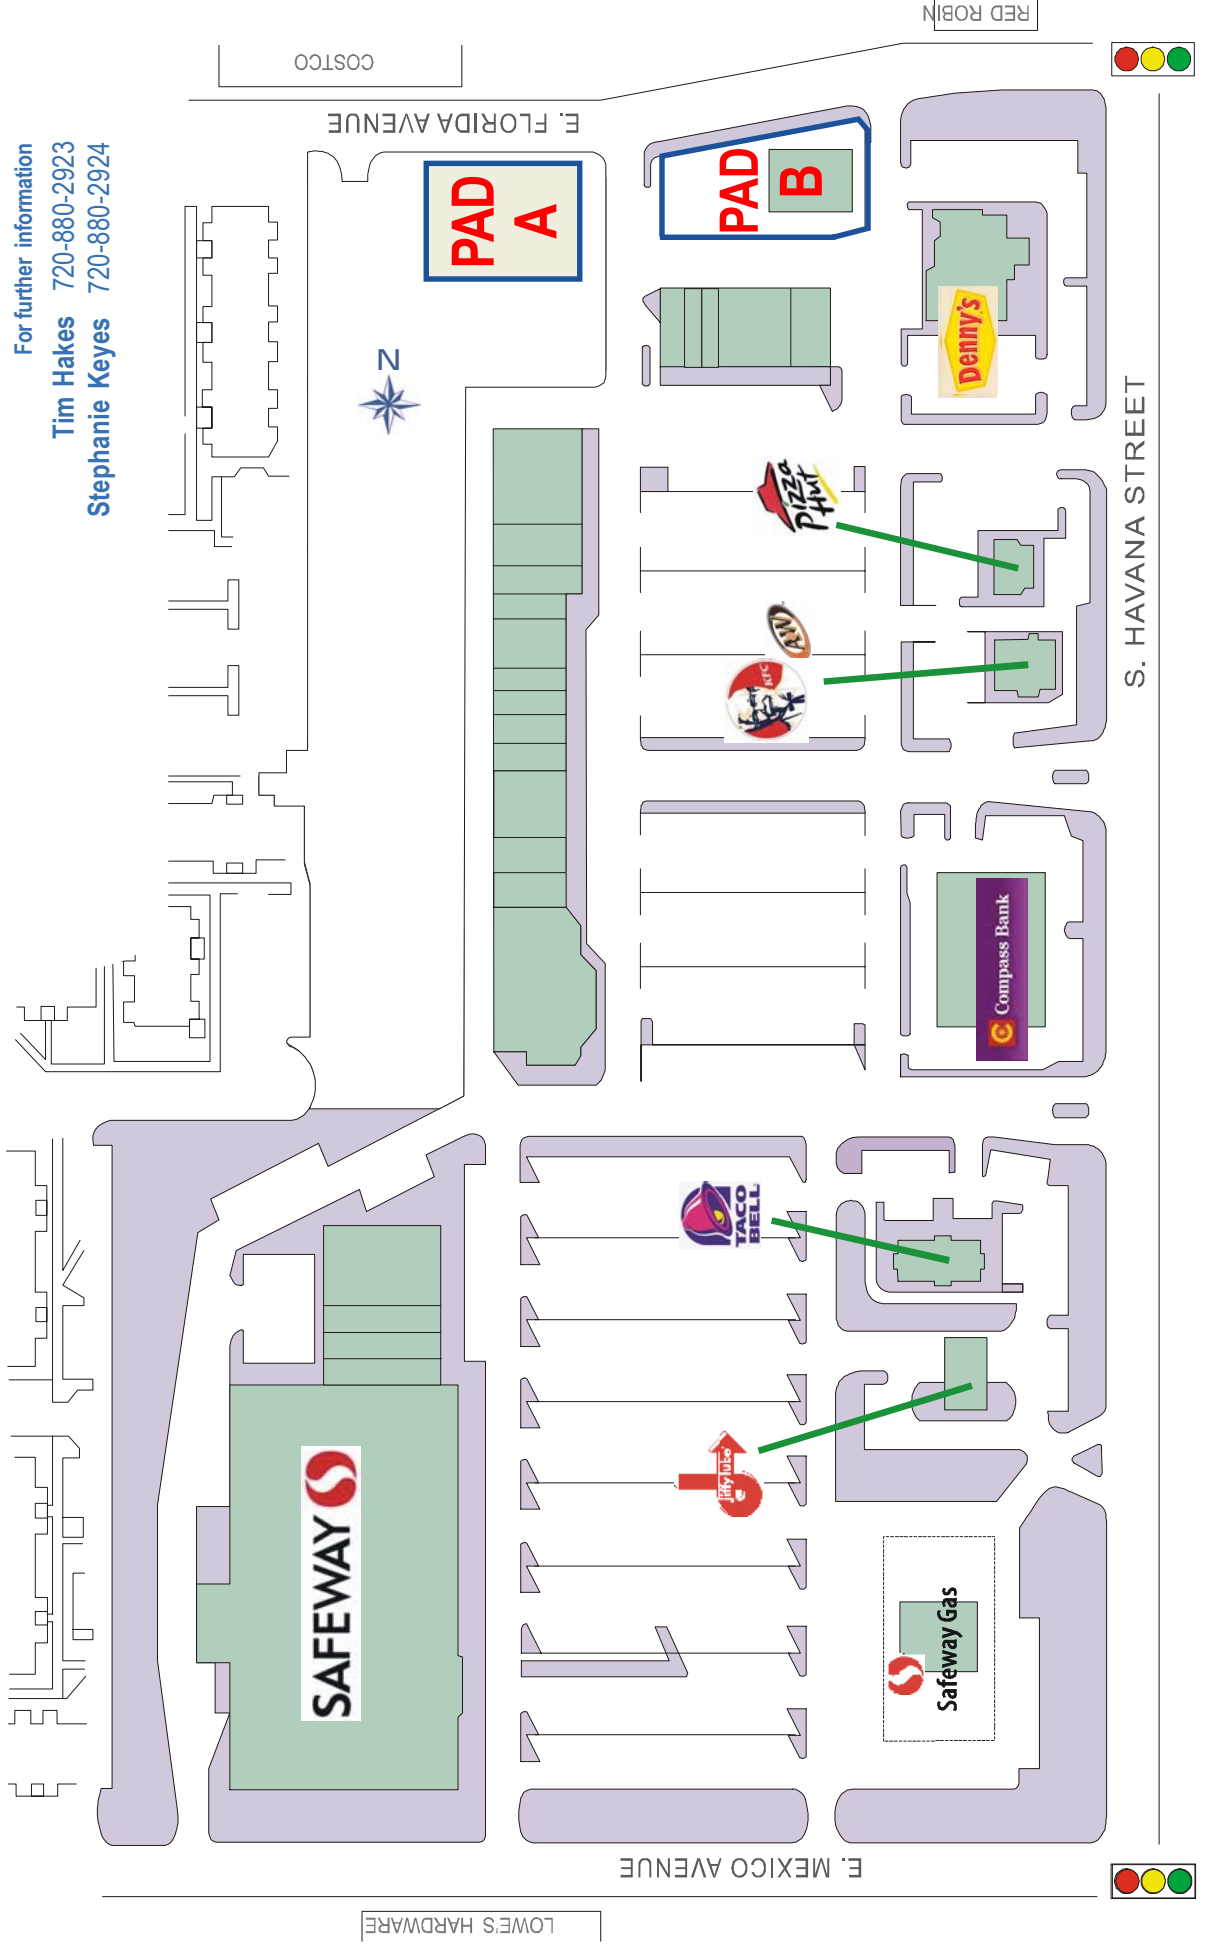 For further information
Tim Hakes 720-880-2923
Stephanie Keyes 720-880-2924
COSTCO
RED ROBIN
E. FLORIDA AVENUE
PAD
A
PAD
B
N
Denny's
Pizza
Hut
A&W
KFC
S. HAVANA STREET
C Compass Bank
TACO
BELL
jiffy lube
SAFEWAY
Safeway Gas
E. MEXICO AVENUE
LOWE'S HARDWARE